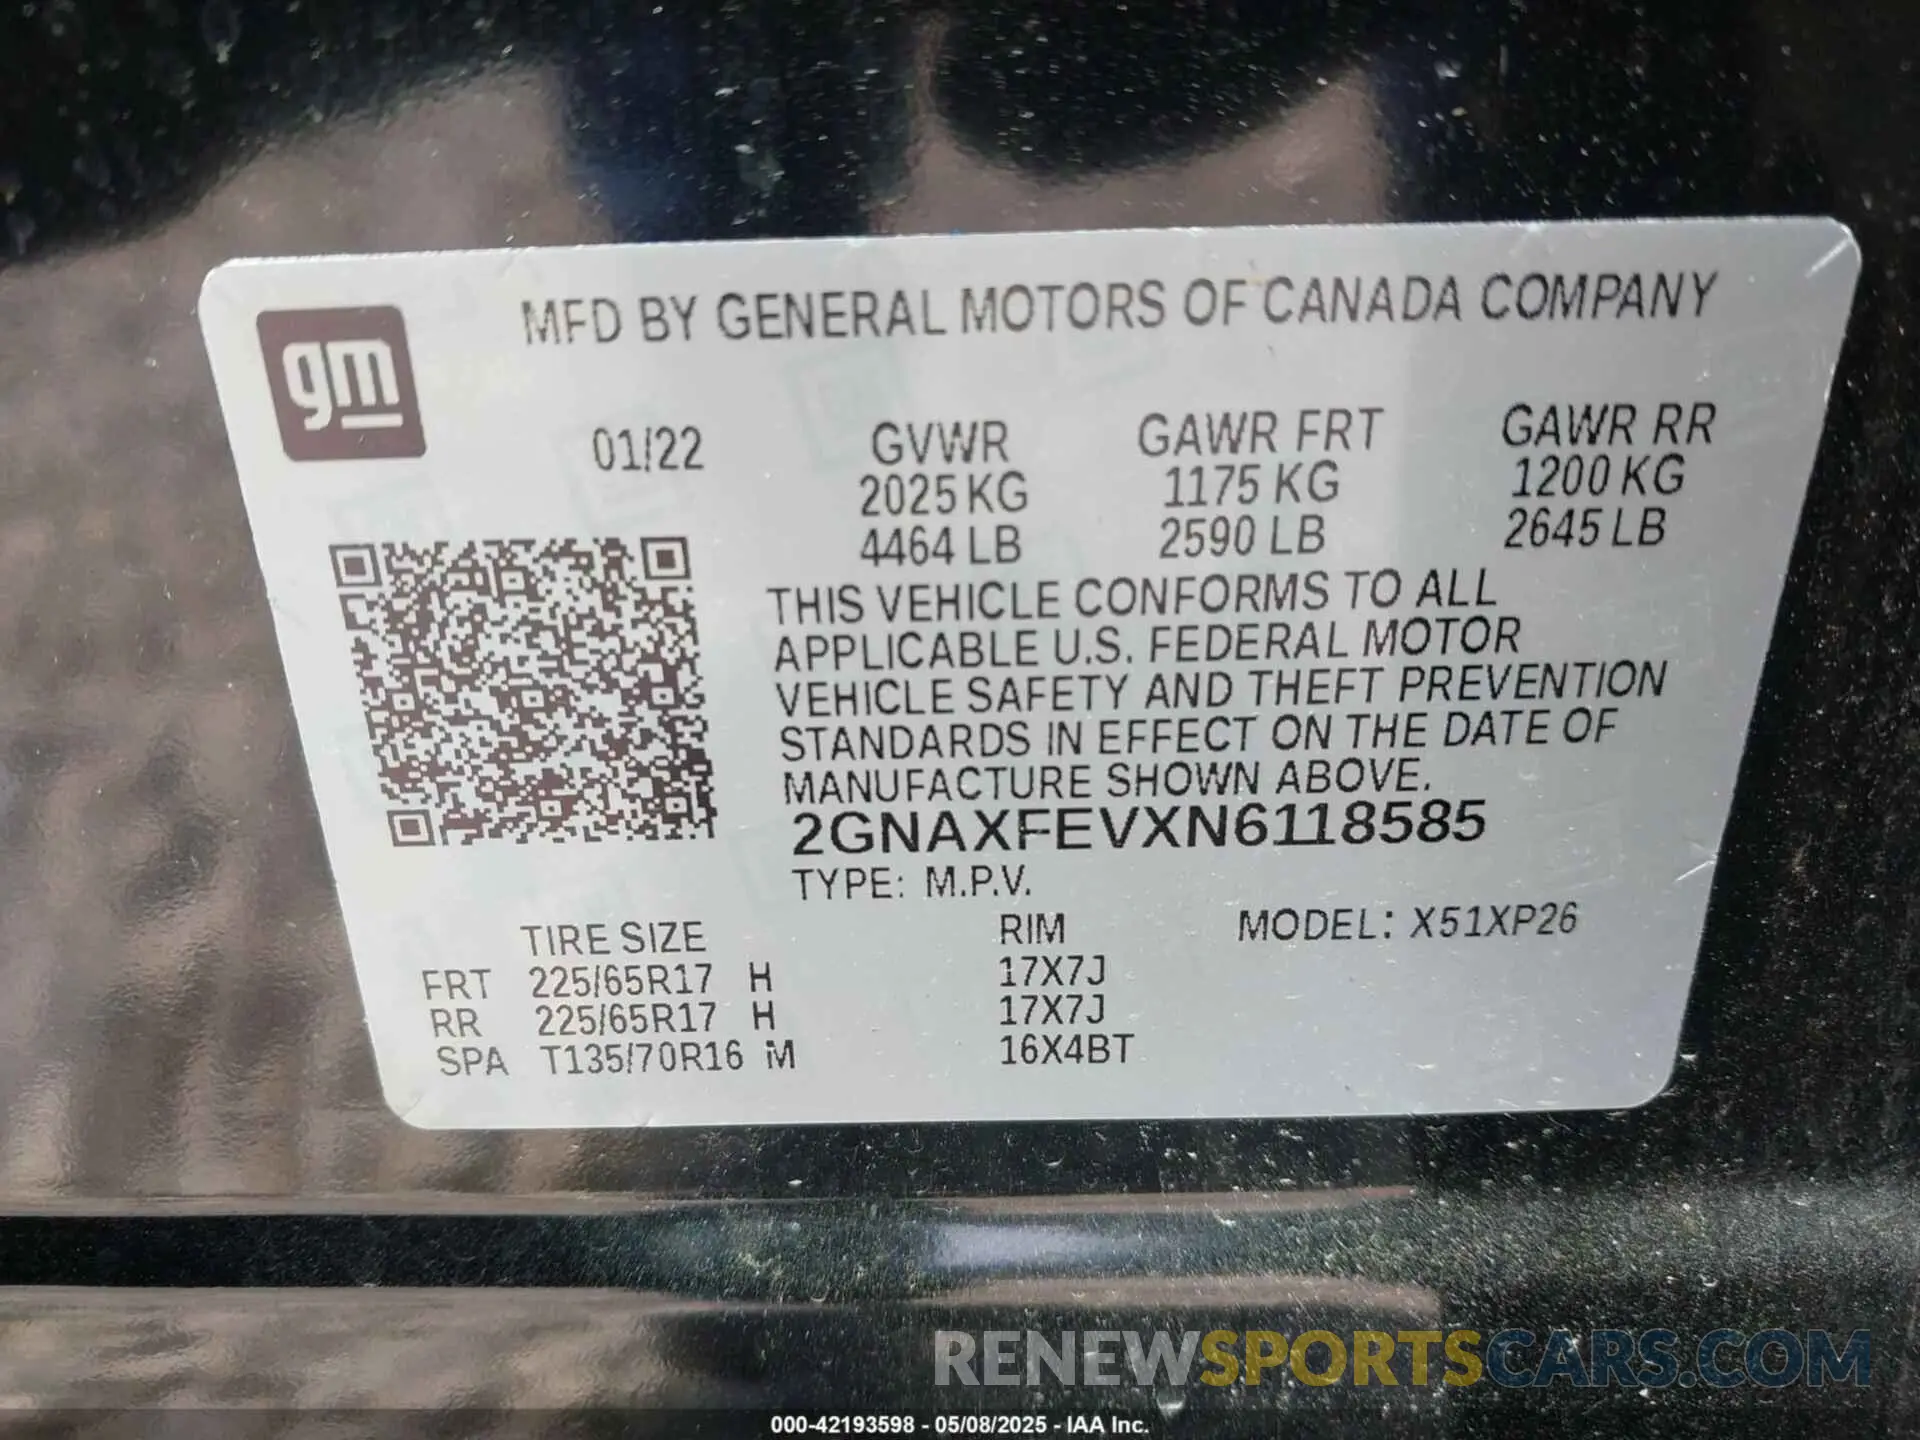 gm
MFD BY GENERAL MOTORS OF CANADA COMPANY
01/22 GVWR GAWR FRT GAWR RR
2025 KG 1175 KG 1200 KG
4464 LB 2590 LB 2645 LB
THIS VEHICLE CONFORMS TO ALL
APPLICABLE U.S. FEDERAL MOTOR
VEHICLE SAFETY AND THEFT PREVENTION
STANDARDS IN EFFECT ON THE DATE OF
MANUFACTURE SHOWN ABOVE.
2GNAXFEVXN6118585
TYPE: M.P.V.
TIRE SIZE RIM MODEL: X51XP26
FRT 225/65R17 H 17X7J
RR 225/65R17 H 17X7J
SPA T135/70R16 M 16X4BT
RENEWSPORTSCARS.COM
000-42193598 - 05/08/2025 - IAA Inc.